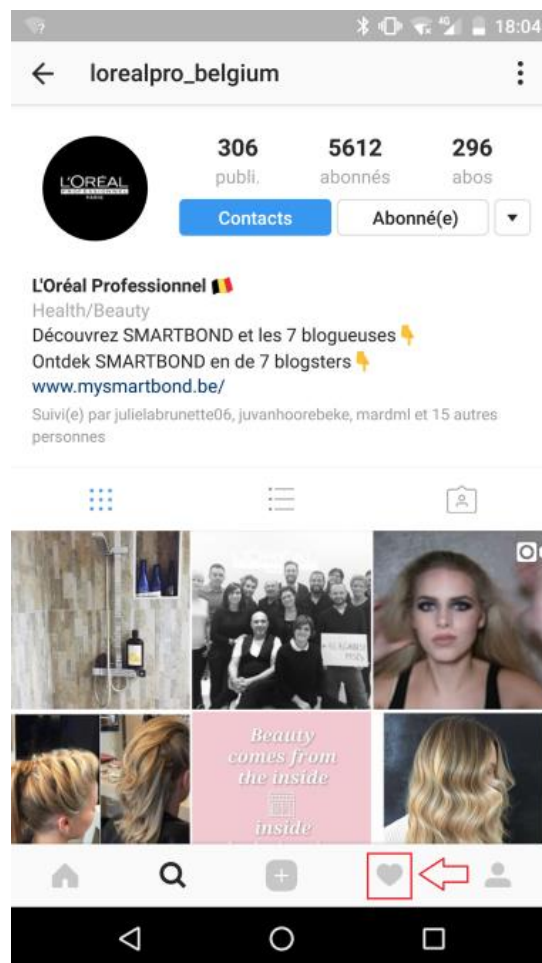 18:04
lorealpro_belgium
306 5612 296
publi. abonnés abos
L'ORÉAL
PROFESSIONNEL
PARIS
Contacts Abonné(e)
L'Oréal Professionnel 🇧🇪
Health/Beauty
Découvrez SMARTBOND et les 7 blogueuses👇
Ontdek SMARTBOND en de 7 blogsters👇
www.mysmartbond.be/
Suivi(e) par julielabrunette06, juvanhoorebeke, mardml et 15 autres
personnes
Beauty
comes from
the inside
inside